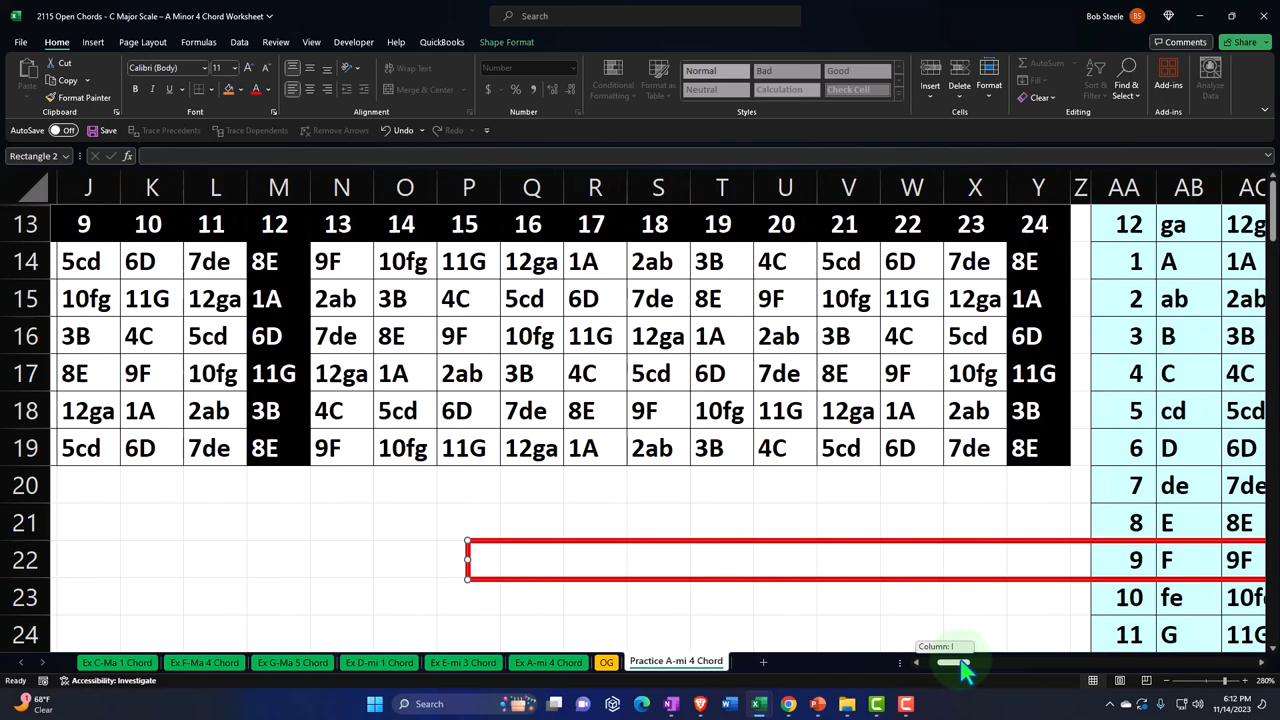 2115 Open Chords - C Major Scale – A Minor 4 Chord Worksheet
Search
Bob Steele BS
File Home Insert Page Layout Formulas Data Review View Developer Automate Help QuickBooks Shape Format
Comments Share
Cut
Copy
Format Painter
Paste
Calibri (Body) 11
Wrap Text
Merge & Center
Number
Conditional Formatting
Format as Table
Normal Bad Good
Neutral Calculation Check Cell
Insert Delete Format
AutoSum
Fill
Clear
Sort & Filter
Find & Select
Add-ins
Analyze Data
Clipboard Font Alignment Number Styles Cells Editing Add-ins
AutoSave Off Save Trace Precedents Trace Dependents Remove Arrows Undo Redo
Rectangle 2 fx
J K L M N O P Q R S T U V W X Y Z AA AB AC
13 9 10 11 12 13 14 15 16 17 18 19 20 21 22 23 24 12 ga 12g
14 5cd 6D 7de 8E 9F 10fg 11G 12ga 1A 2ab 3B 4C 5cd 6D 7de 8E 1 A 1A
15 10fg 11G 12ga 1A 2ab 3B 4C 5cd 6D 7de 8E 9F 10fg 11G 12ga 1A 2 ab 2ab
16 3B 4C 5cd 6D 7de 8E 9F 10fg 11G 12ga 1A 2ab 3B 4C 5cd 6D 3 B 3B
17 8E 9F 10fg 11G 12ga 1A 2ab 3B 4C 5cd 6D 7de 8E 9F 10fg 11G 4 C 4C
18 12ga 1A 2ab 3B 4C 5cd 6D 7de 8E 9F 10fg 11G 12ga 1A 2ab 3B 5 cd 5cd
19 5cd 6D 7de 8E 9F 10fg 11G 12ga 1A 2ab 3B 4C 5cd 6D 7de 8E 6 D 6D
20 7 de 7de
21 8 E 8E
22 9 F 9F
23 10 fe 10fe
24 11 G 11G
Column: I
Ex C-Ma 1 Chord Ex F-Ma 4 Chord Ex G-Ma 5 Chord Ex D-mi 1 Chord Ex E-mi 3 Chord Ex A-mi 4 Chord OG Practice A-mi 4 Chord
Ready Accessibility: Investigate 280%
68°F
Clear
Search
6:12 PM
11/14/2023